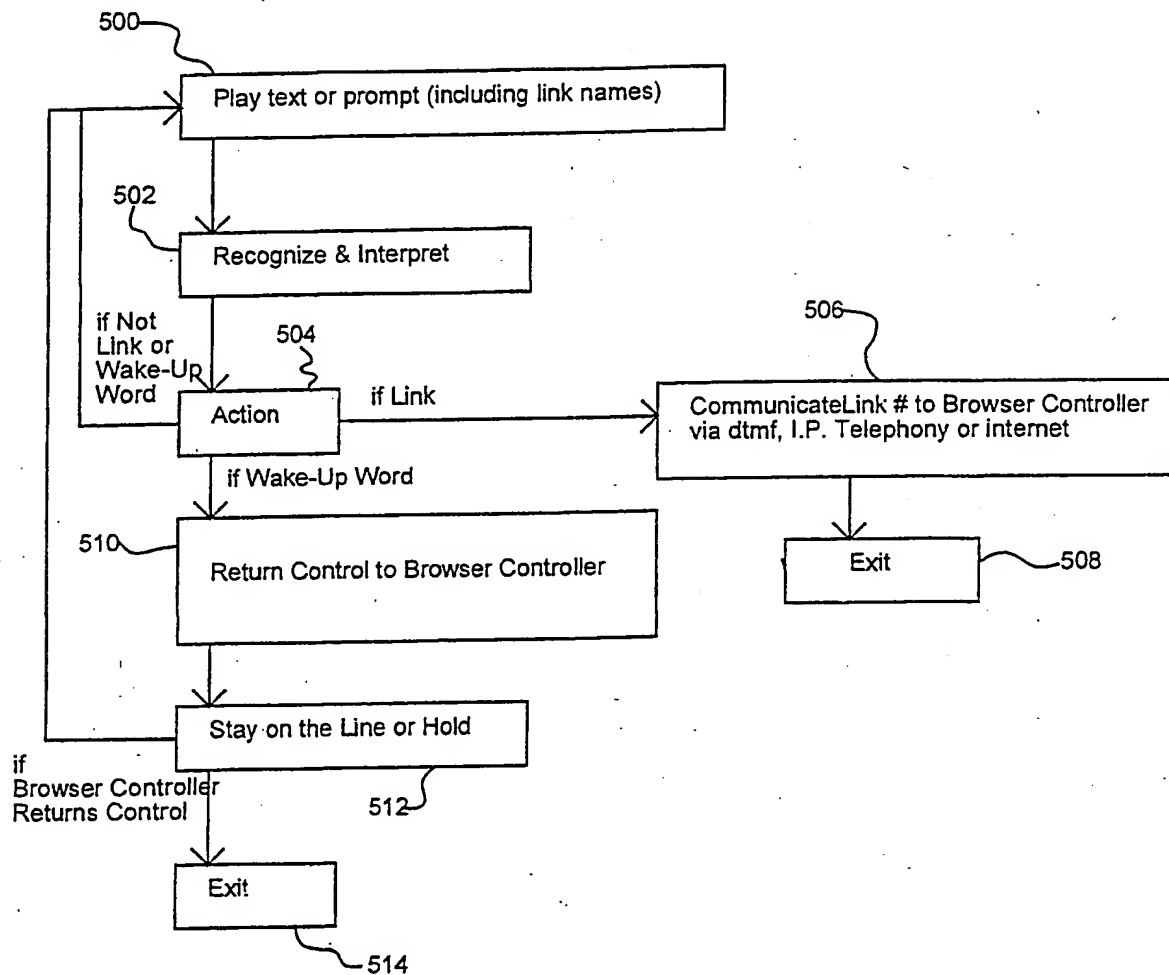 500
Play text or prompt (including link names)
502
Recognize & Interpret
if Not
Link or
Wake-Up
Word
504
Action
if Link
506
CommunicateLink # to Browser Controller
via dtmf, I.P. Telephony or internet
if Wake-Up Word
510
Return Control to Browser Controller
Exit
508
Stay on the Line or Hold
if
Browser Controller
Returns Control
512
Exit
514